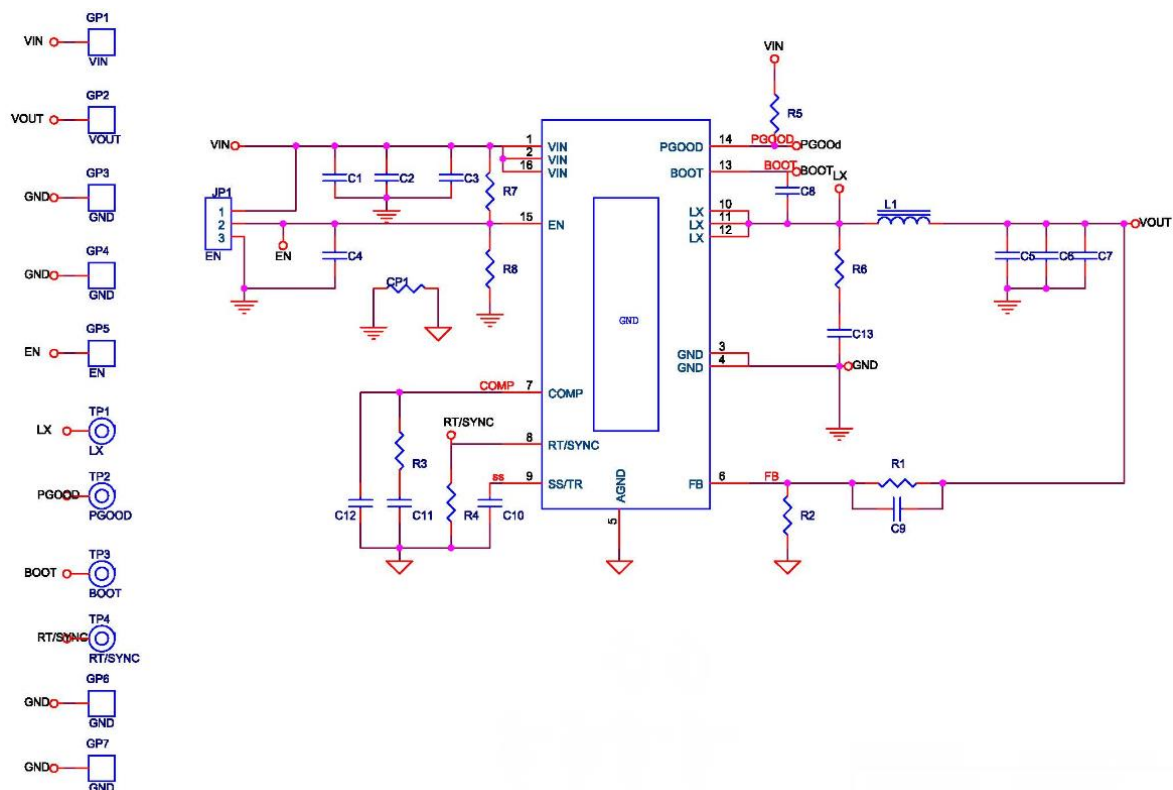 GP1
VIN
VIN
GP2
VOUT
VOUT
GP3
GND
GND
GP4
GND
GND
GP5
EN
EN
TP1
LX
LX
TP2
PGOOD
PGOOD
TP3
BOOT
BOOT
TP4
RT/SYNC
RT/SYNC
GP6
GND
GND
GP7
GND
GND
VIN
JP1
1
2
3
EN
EN
C1
C2
C3
C4
R7
R8
CP1
1
2
16
15
VIN
VIN
VIN
EN
COMP
7
COMP
RT/SYNC
8
RT/SYNC
ss
9
SS/TR
R3
R4
C12
C11
C10
GND
AGND
5
VIN
R5
PGOOD
14
PGOOD
PGOOd
BOOT
13
BOOT
BOOT
C8
LX
LX
10
LX
11
LX
12
L1
VOUT
C5
C6
C7
R6
C13
GND
3
GND
4
GND
FB
6
FB
R1
R2
C9